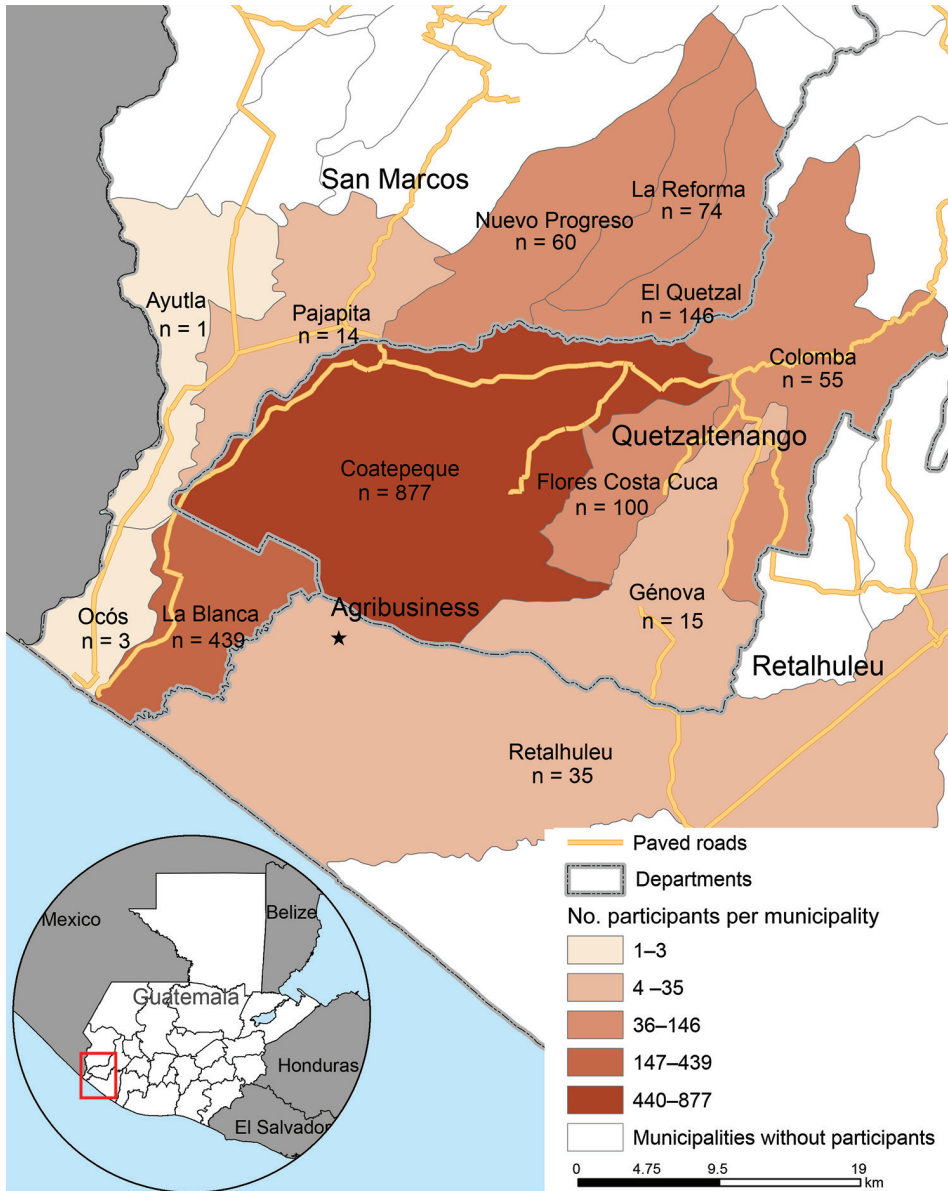 San Marcos
La Reforma
n = 74
Nuevo Progreso
n = 60
Ayutla
n = 1
Pajapita
n = 14
El Quetzal
n = 146
Colomba
n = 55
Quetzaltenango
Coatepeque
n = 877
Flores Costa Cuca
n = 100
Génova
n = 15
Ocós
n = 3
La Blanca
n = 439
Agribusiness
Retalhuleu
Retalhuleu
n = 35
Mexico
Belize
Guatemala
Honduras
El Salvador
Paved roads
Departments
No. participants per municipality
1–3
4 –35
36–146
147–439
440–877
Municipalities without participants
0 4.75 9.5 19
km